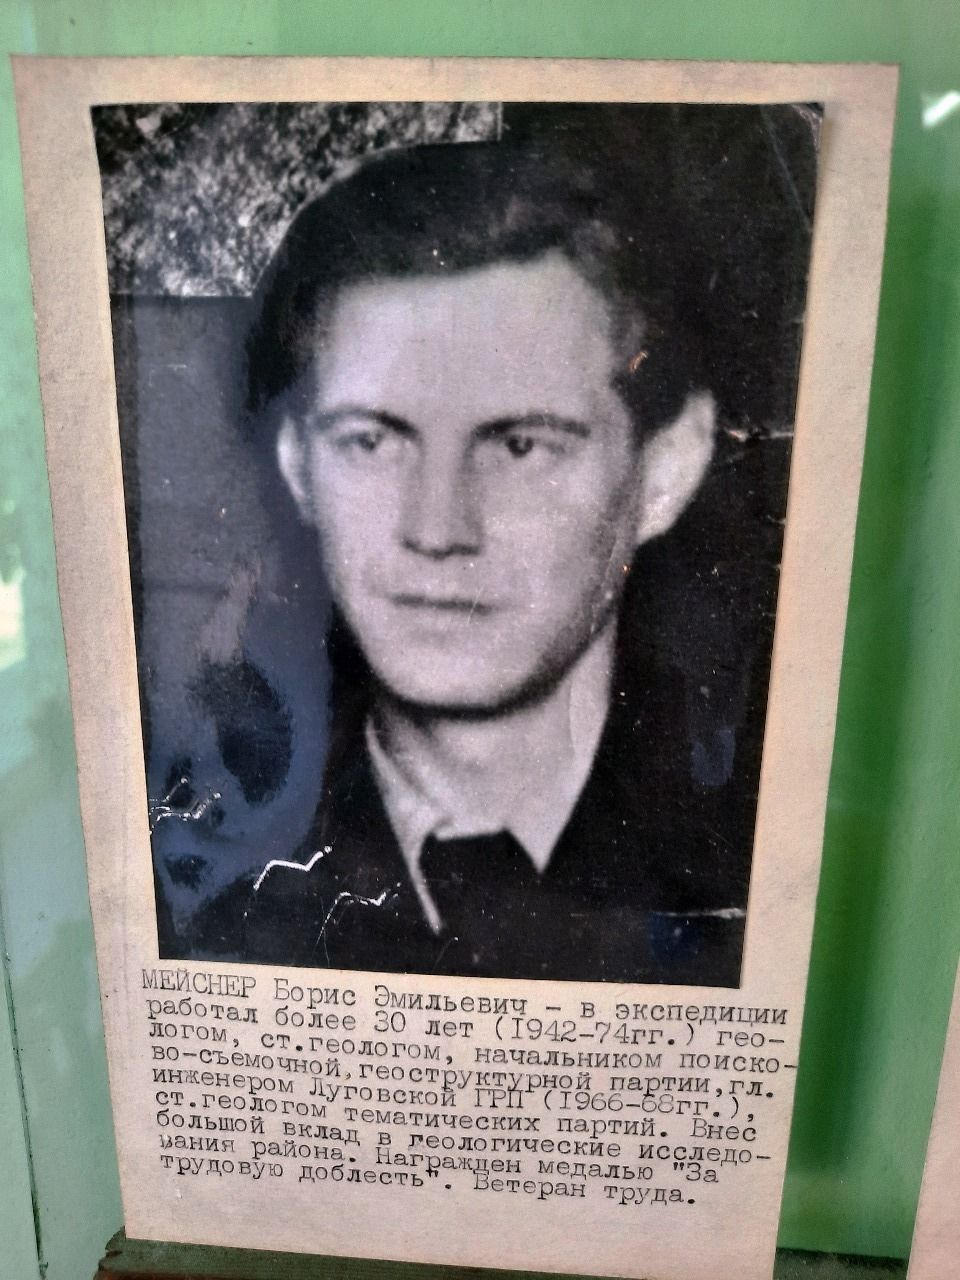 МЕЙСНЕР Борис Эмильевич – в экспедиции
работал более 30 лет (1942-74гг.) гео-
логом, ст.геологом, начальником поиско-
во-съемочной,геоструктурной партии,гл.
инженером Луговской ГРП (1966-68гг.),
ст.геологом тематических партий. Внес
большой вклад в геологические исследо-
вания района. Награжден медалью "За
трудовую доблесть". Ветеран труда.